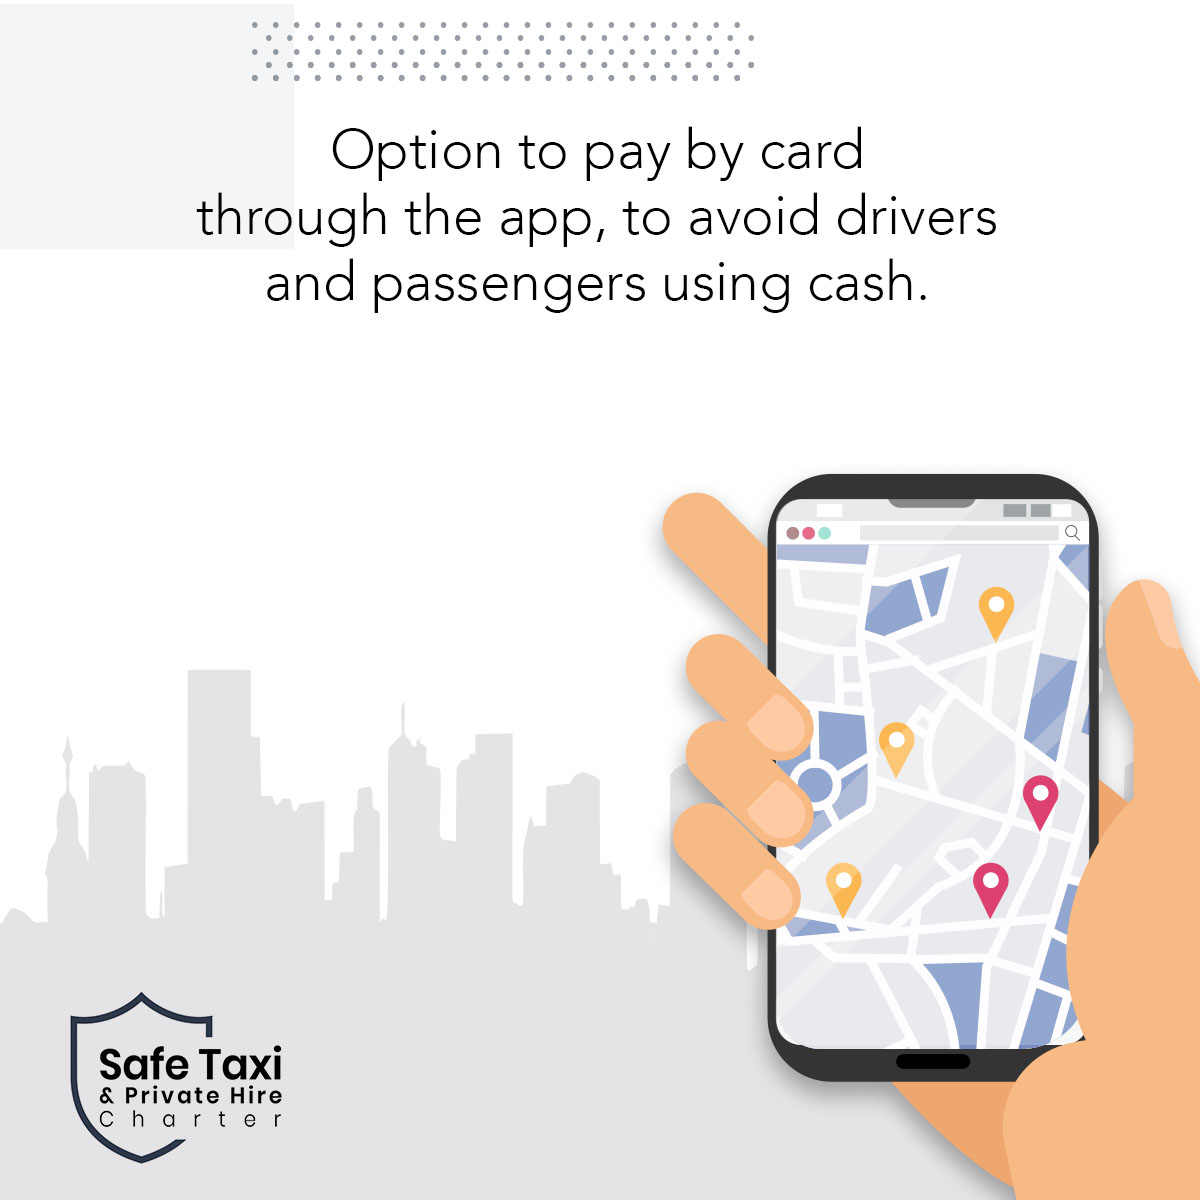 Option to pay by card
through the app, to avoid drivers
and passengers using cash.
Safe Taxi
& Private Hire
Charter